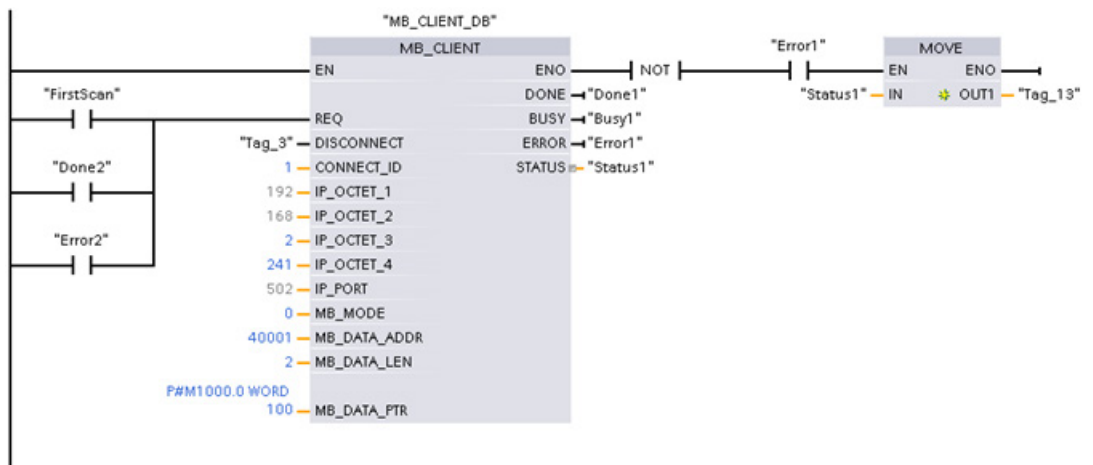 "MB_CLIENT_DB"
MB_CLIENT
"Error1"
MOVE
EN ENO NOT EN ENO
"FirstScan" DONE "Done1" "Status1" IN OUT1 "Tag_13"
REQ BUSY "Busy1"
"Tag_3" DISCONNECT ERROR "Error1"
"Done2" 1 CONNECT_ID STATUS "Status1"
192 IP_OCTET_1
168 IP_OCTET_2
"Error2" 2 IP_OCTET_3
241 IP_OCTET_4
502 IP_PORT
0 MB_MODE
40001 MB_DATA_ADDR
2 MB_DATA_LEN
P#M1000.0 WORD
100 MB_DATA_PTR